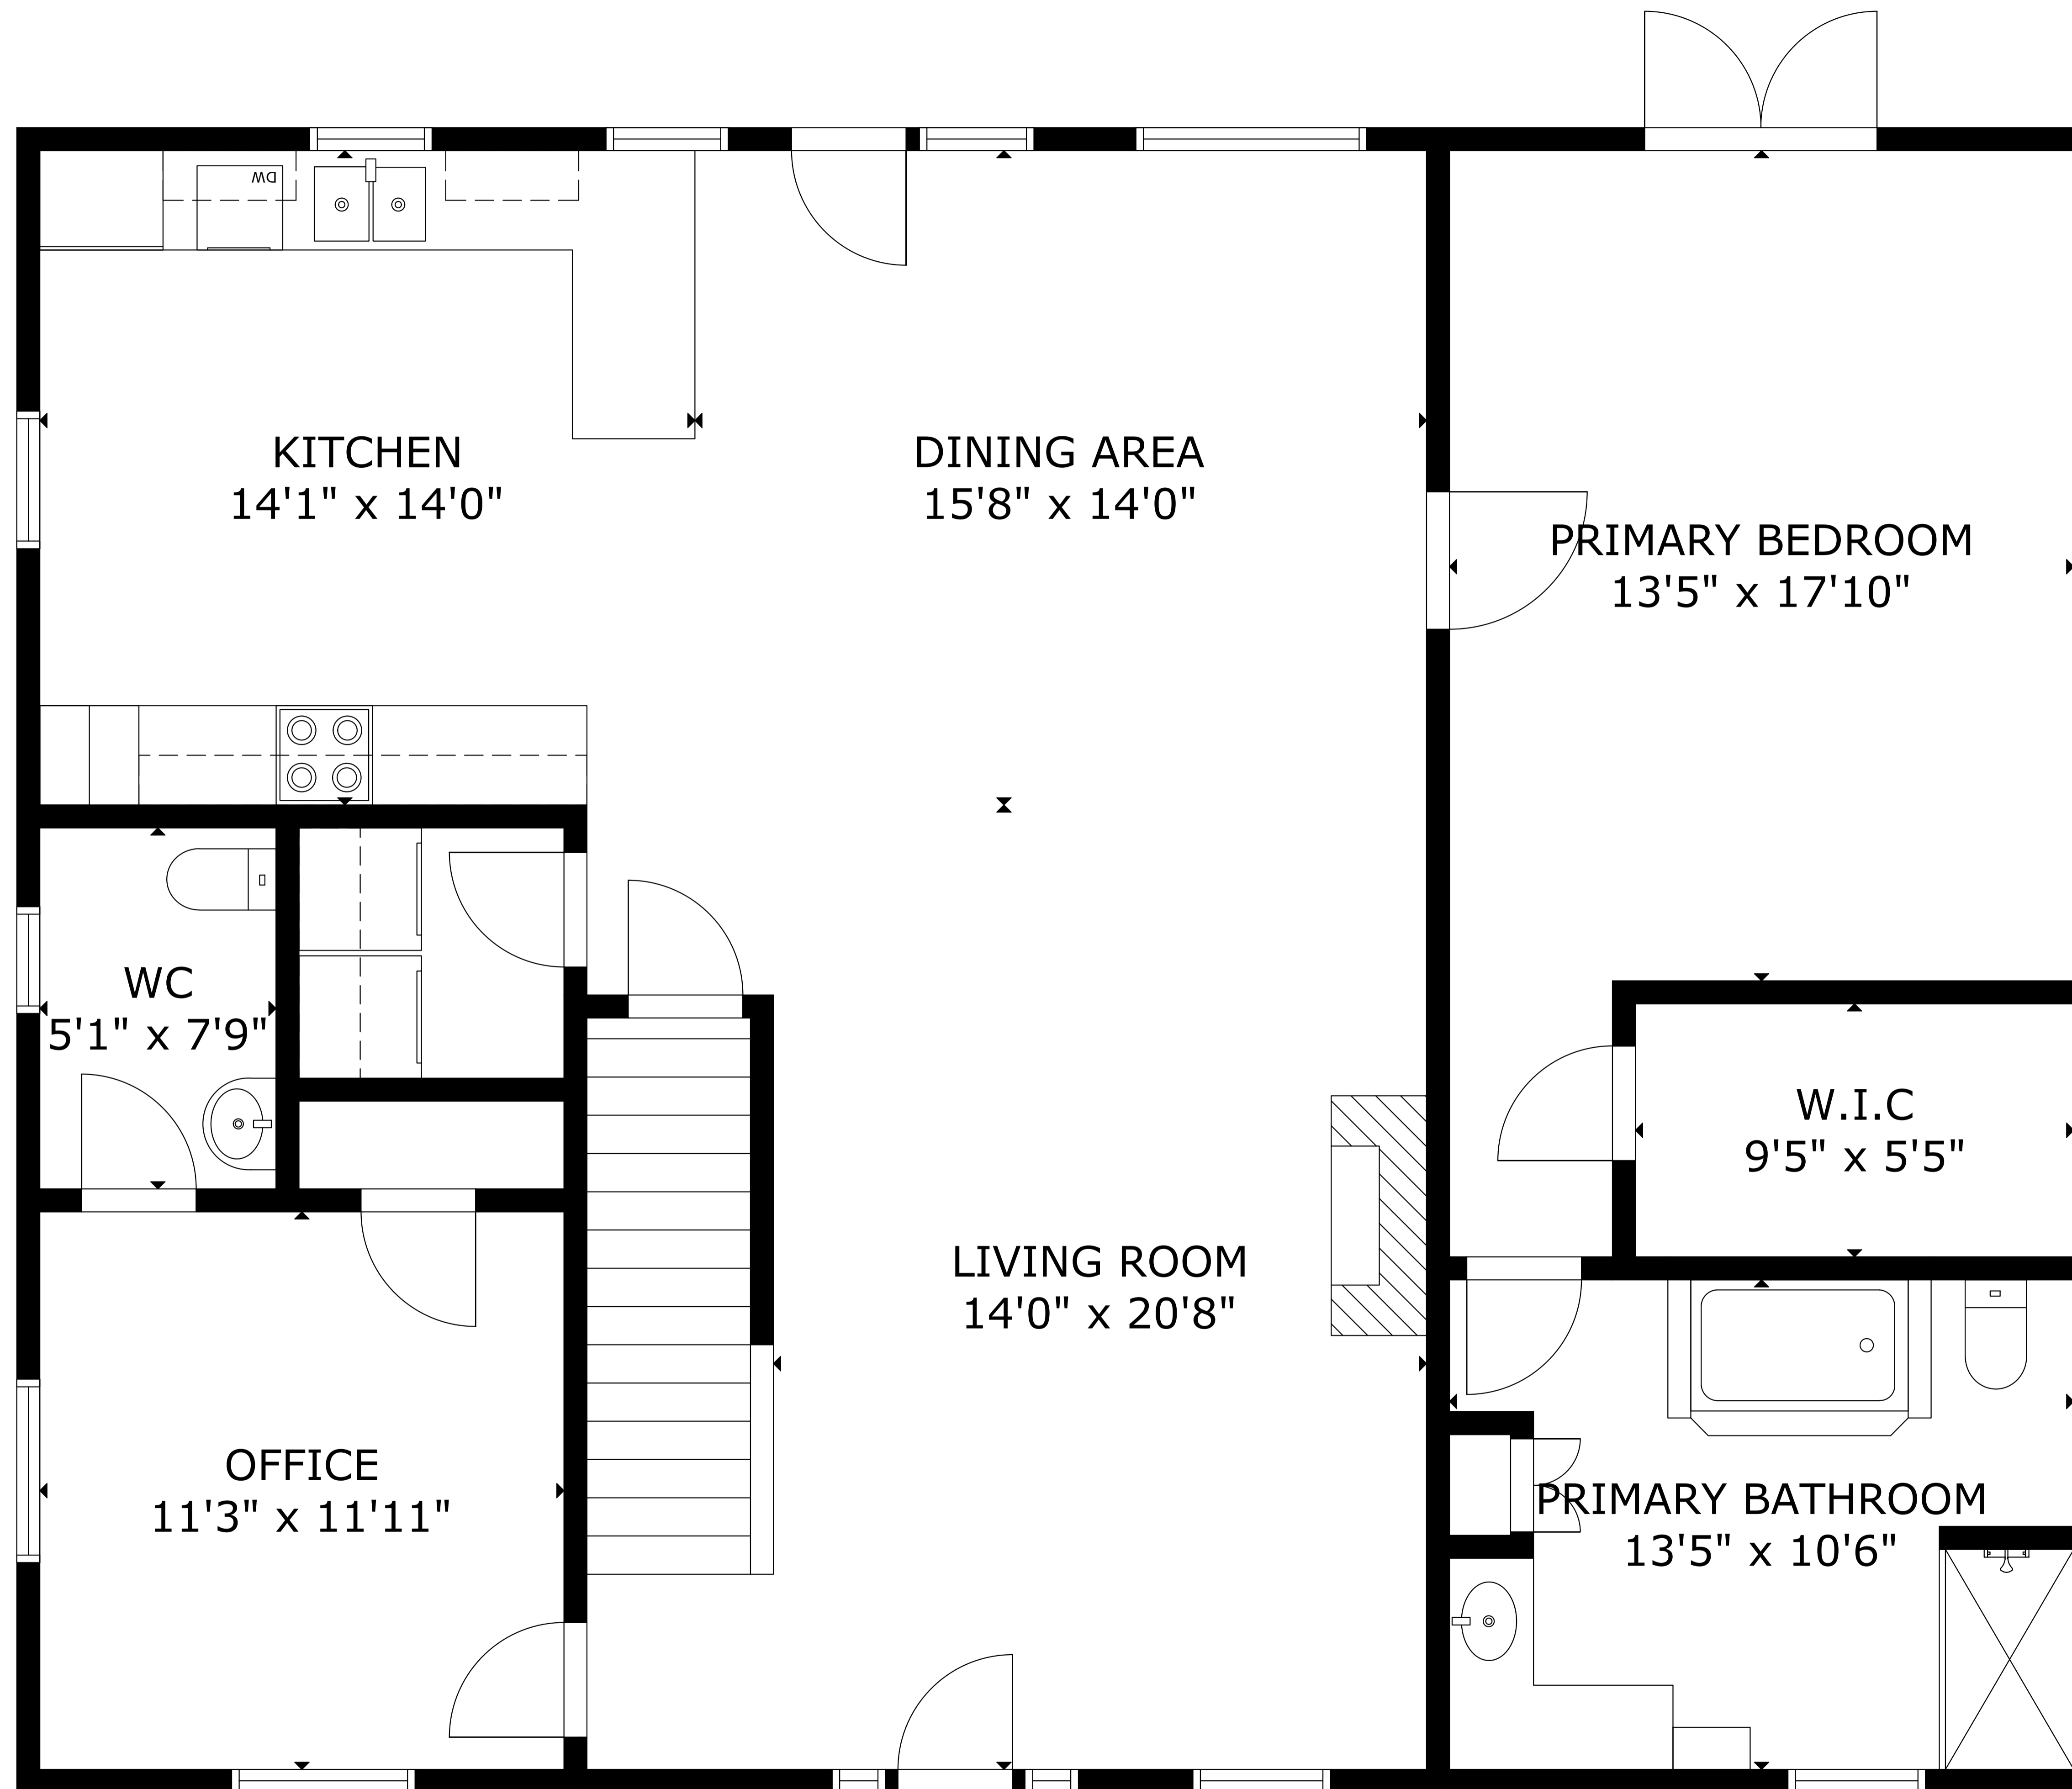 DW
KITCHEN
14'1" x 14'0"
DINING AREA
15'8" x 14'0"
PRIMARY BEDROOM
13'5" x 17'10"
WC
5'1" x 7'9"
W.I.C
9'5" x 5'5"
LIVING ROOM
14'0" x 20'8"
OFFICE
11'3" x 11'11"
PRIMARY BATHROOM
13'5" x 10'6"